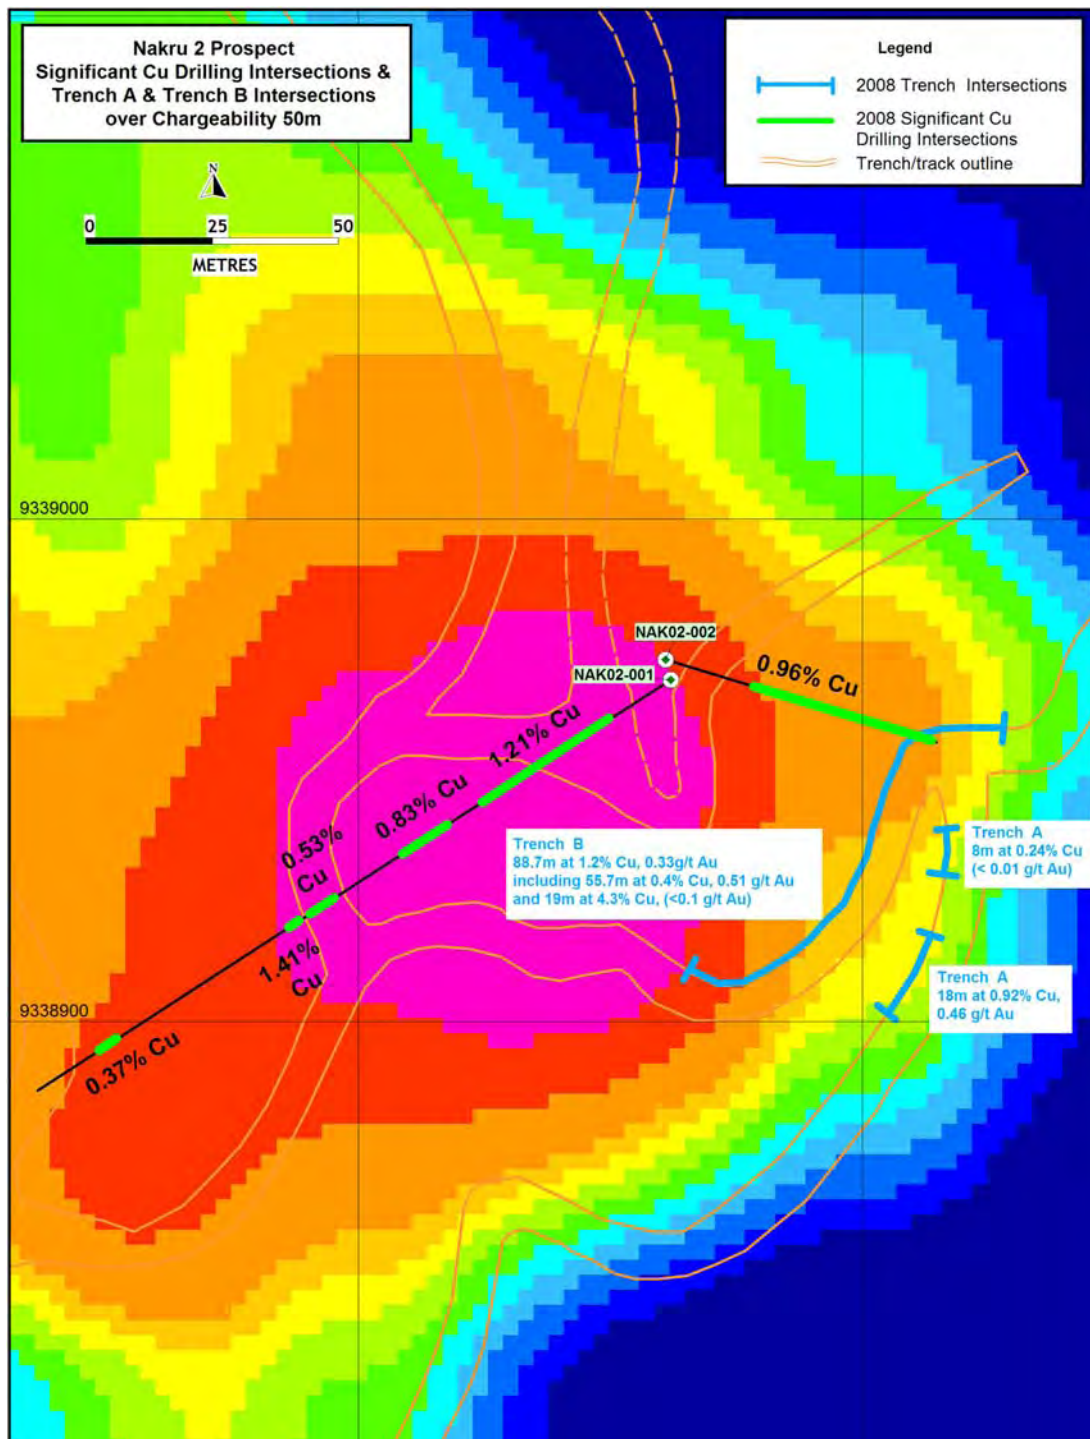 Nakru 2 Prospect
Significant Cu Drilling Intersections &
Trench A & Trench B Intersections
over Chargeability 50m
Legend
2008 Trench Intersections
2008 Significant Cu
Drilling Intersections
Trench/track outline
N
0 25 50
METRES
9339000
NAK02-002
NAK02-001
0.96% Cu
1.21% Cu
0.83% Cu
0.53%
Cu
1.41%
Cu
0.37% Cu
Trench B
88.7m at 1.2% Cu, 0.33g/t Au
including 55.7m at 0.4% Cu, 0.51 g/t Au
and 19m at 4.3% Cu, (<0.1 g/t Au)
Trench A
8m at 0.24% Cu
(< 0.01 g/t Au)
Trench A
18m at 0.92% Cu,
0.46 g/t Au
9338900